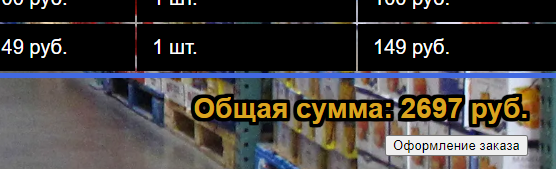 49 руб. 1 шт. 149 руб.
Общая сумма: 2697 руб.
Оформление заказа